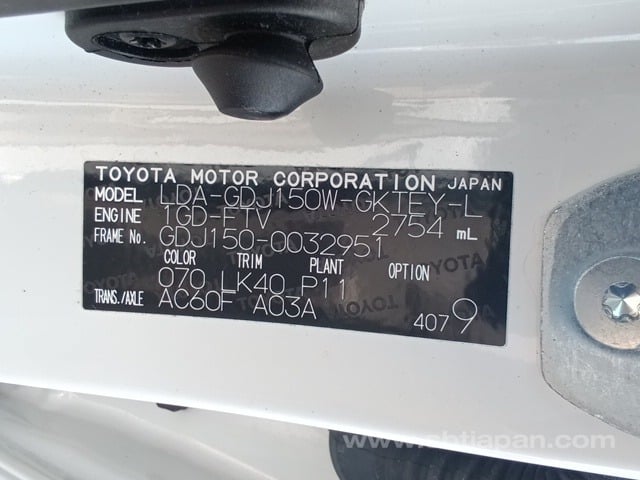 TOYOTA MOTOR CORPORATION JAPAN
MODEL LDA-GDJ150W-GKTEY-L
ENGINE 1GD-FTV 2754 mL
FRAME No. GDJ150-0032951
COLOR TRIM PLANT OPTION
070 LK40 P11
TRANS./AXLE AC60F A03A
4079
www.sbtjapan.com